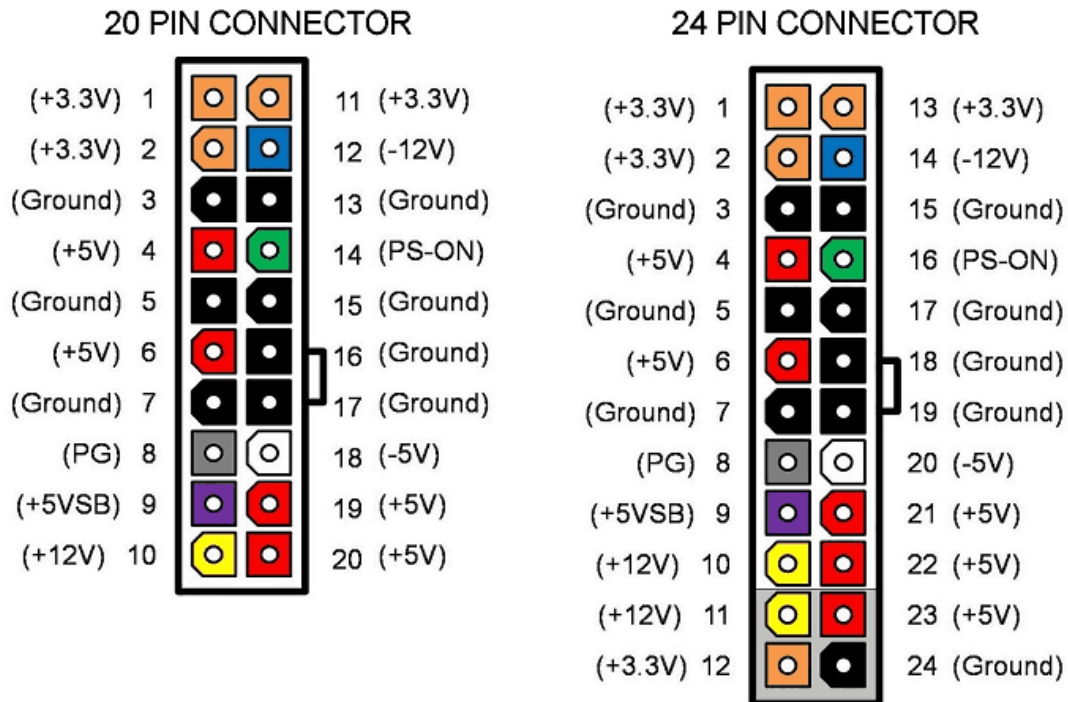 20 PIN CONNECTOR
(+3.3V) 1
11 (+3.3V)
(+3.3V) 2
12 (-12V)
(Ground) 3
13 (Ground)
(+5V) 4
14 (PS-ON)
(Ground) 5
15 (Ground)
(+5V) 6
16 (Ground)
(Ground) 7
17 (Ground)
(PG) 8
18 (-5V)
(+5VSB) 9
19 (+5V)
(+12V) 10
20 (+5V)
24 PIN CONNECTOR
(+3.3V) 1
13 (+3.3V)
(+3.3V) 2
14 (-12V)
(Ground) 3
15 (Ground)
(+5V) 4
16 (PS-ON)
(Ground) 5
17 (Ground)
(+5V) 6
18 (Ground)
(Ground) 7
19 (Ground)
(PG) 8
20 (-5V)
(+5VSB) 9
21 (+5V)
(+12V) 10
22 (+5V)
(+12V) 11
23 (+5V)
(+3.3V) 12
24 (Ground)